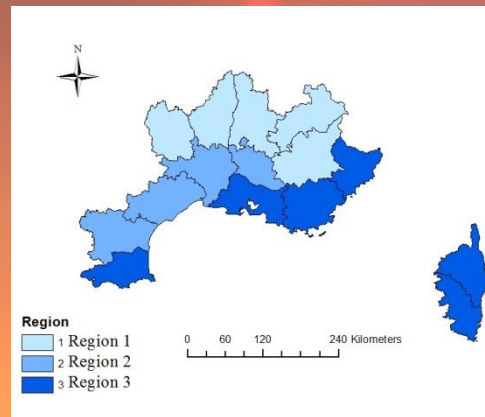 N
Region
1 Region 1
2 Region 2
3 Region 3
0 60 120 240 Kilometers